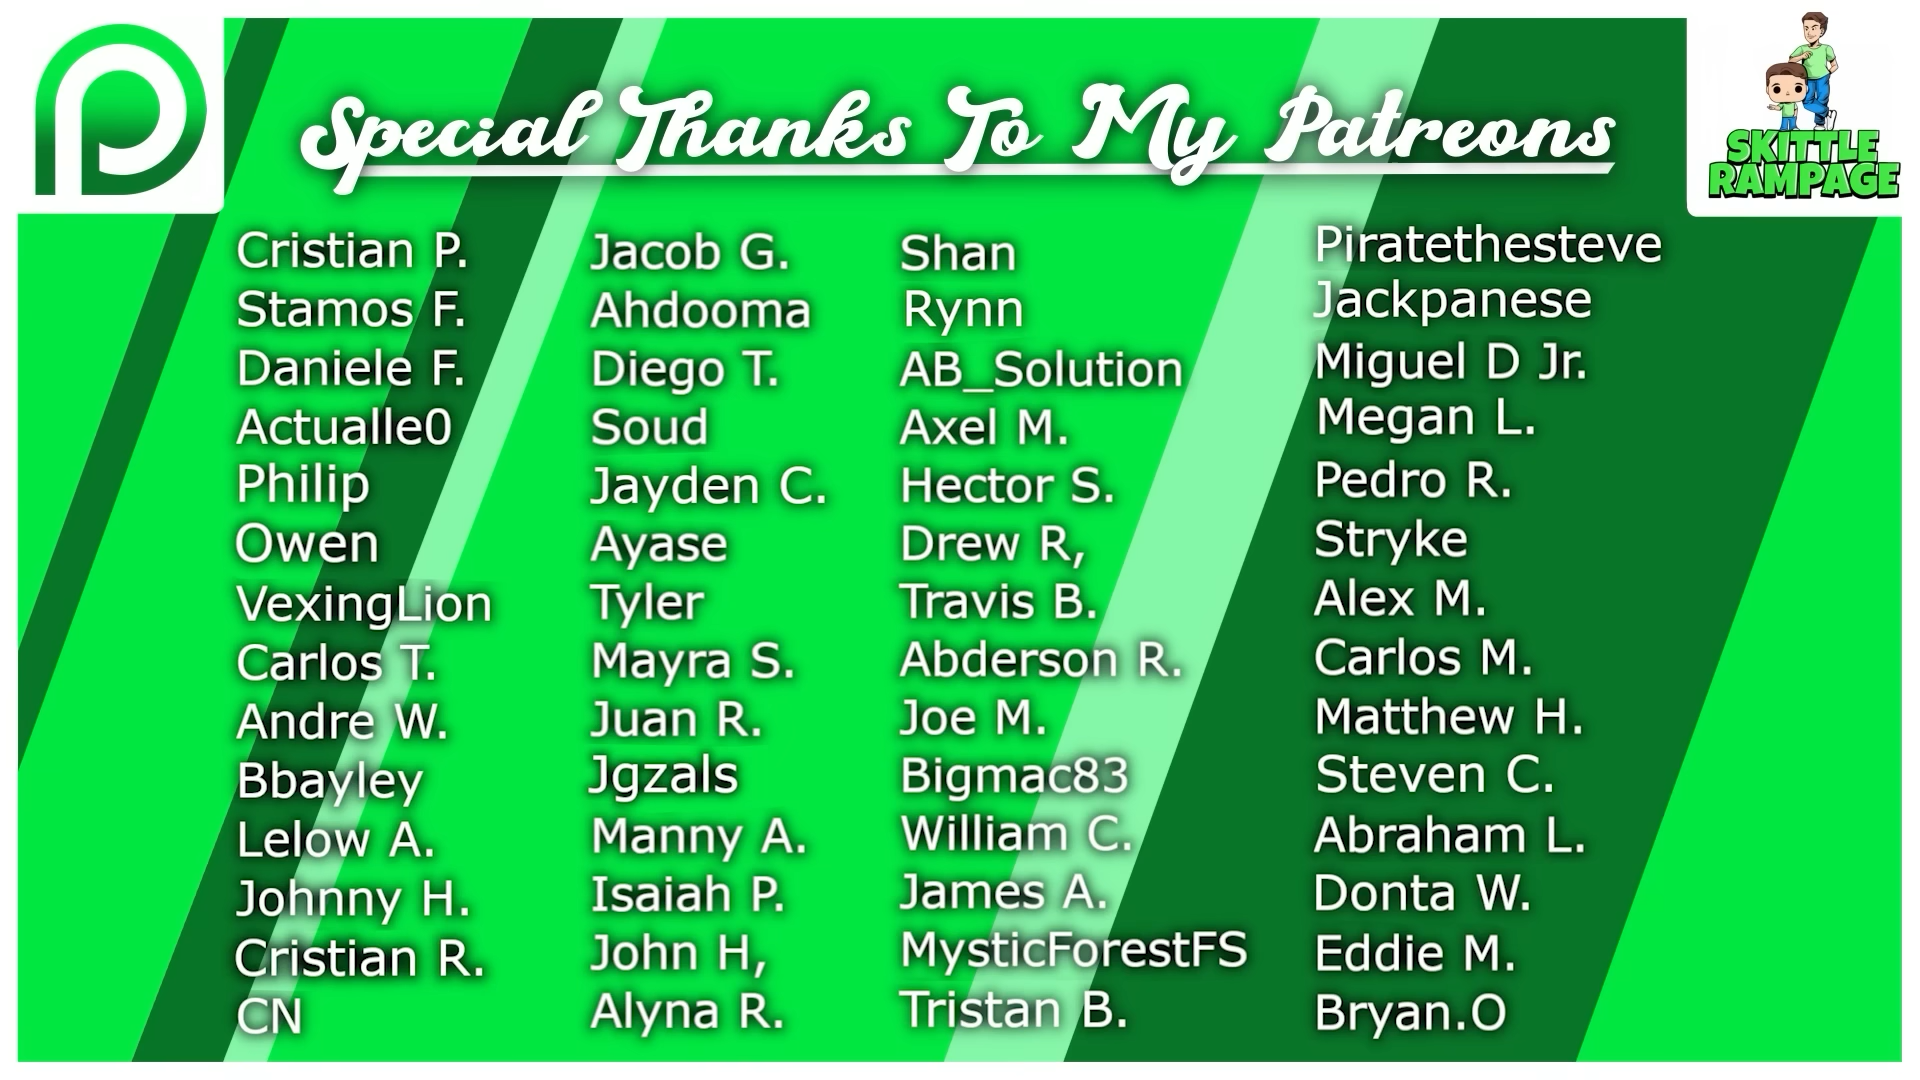 Special Thanks To My Patreons
SKITTLE
RAMPAGE
Cristian P.
Stamos F.
Daniele F.
Actualle0
Philip
Owen
VexingLion
Carlos T.
Andre W.
Bbayley
Lelow A.
Johnny H.
Cristian R.
CN
Jacob G.
Ahdooma
Diego T.
Soud
Jayden C.
Ayase
Tyler
Mayra S.
Juan R.
Jgzals
Manny A.
Isaiah P.
John H,
Alyna R.
Shan
Rynn
AB_Solution
Axel M.
Hector S.
Drew R,
Travis B.
Abderson R.
Joe M.
Bigmac83
William C.
James A.
MysticForestFS
Tristan B.
Piratethesteve
Jackpanese
Miguel D Jr.
Megan L.
Pedro R.
Stryke
Alex M.
Carlos M.
Matthew H.
Steven C.
Abraham L.
Donta W.
Eddie M.
Bryan.O